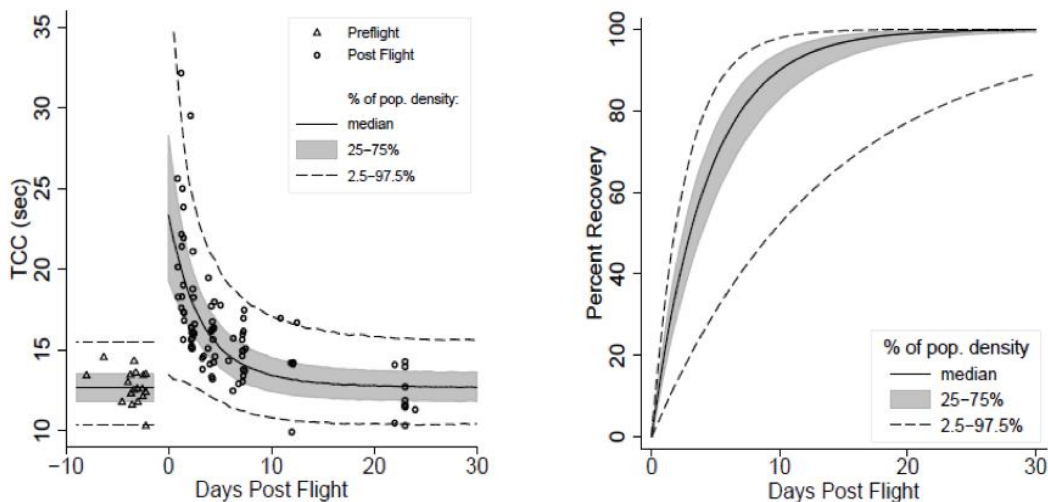 35
30
25
20
15
10
TCC (sec)
−10
0
10
20
30
Days Post Flight
Preflight
Post Flight
% of pop. density:
median
25−75%
2.5−97.5%
100
80
60
40
20
0
Percent Recovery
0
10
20
30
Days Post Flight
% of pop. density
median
25−75%
2.5−97.5%